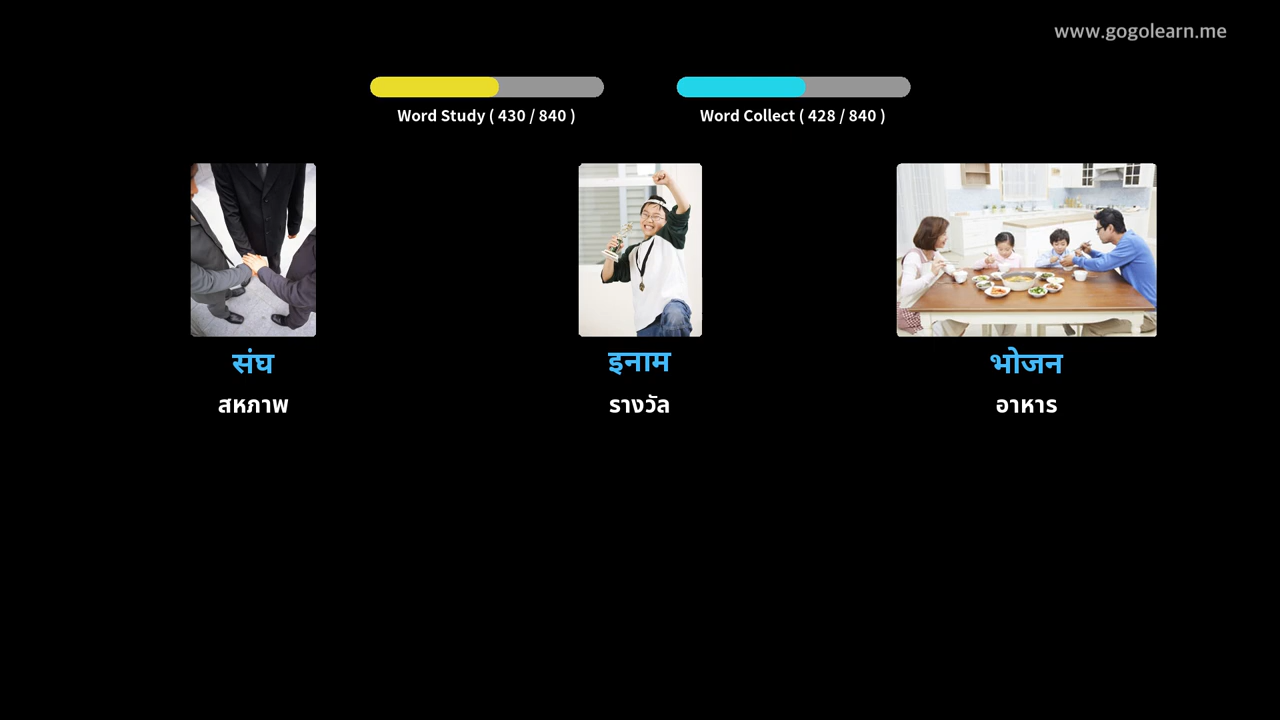 www.gogolearn.me
Word Study ( 430 / 840 )
Word Collect ( 428 / 840 )
संघ
इनाम
भोजन
สหภาพ
รางวัล
อาหาร